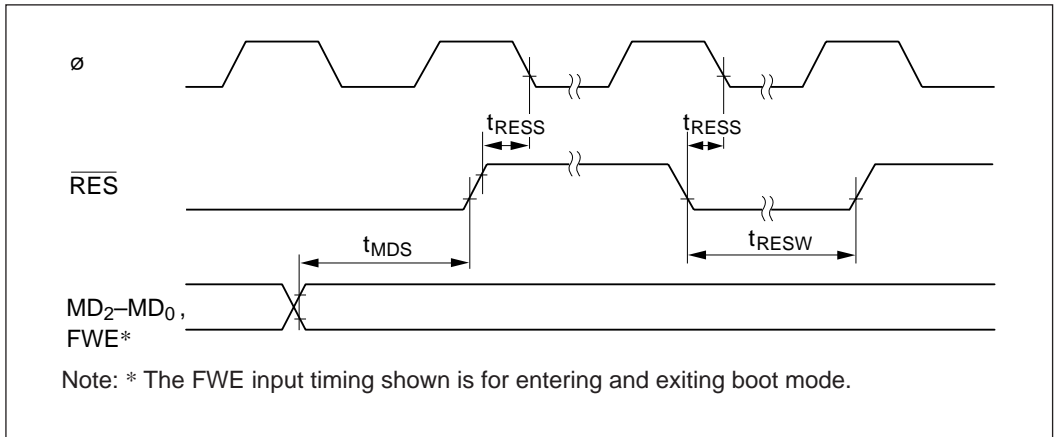 ø
tRESS tRESS
RES
tMDS tRESW
MD2–MD0 ,
FWE*
Note: * The FWE input timing shown is for entering and exiting boot mode.